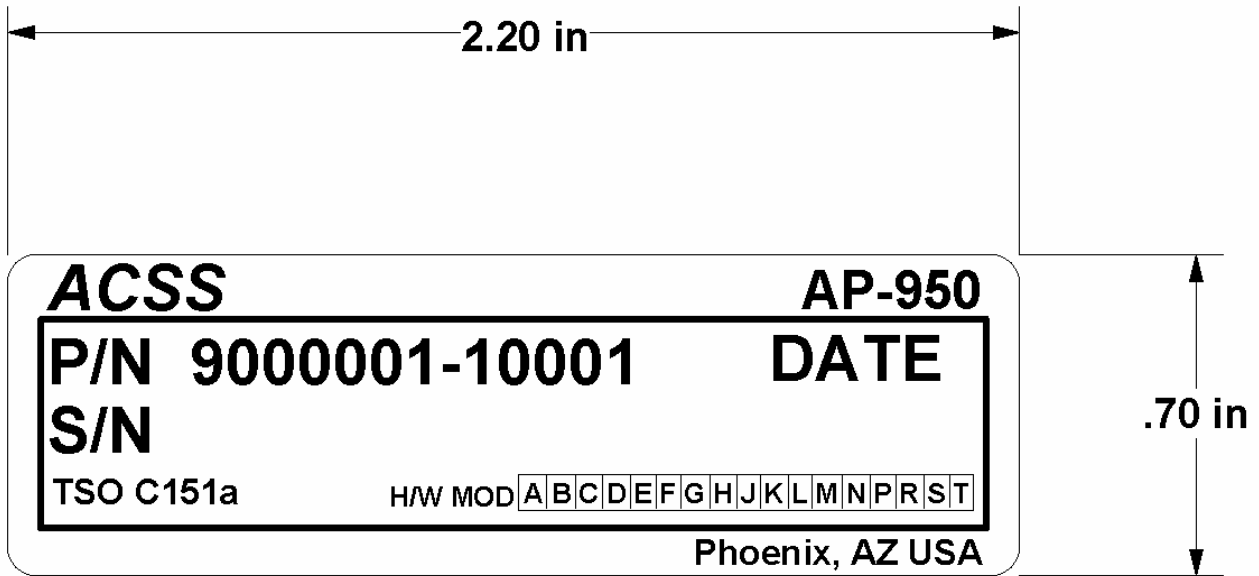 2.20 in
ACSS AP-950
P/N 9000001-10001 DATE
S/N
.70 in
TSO C151a H/W MOD A B C D E F G H J K L M N P R S T
Phoenix, AZ USA